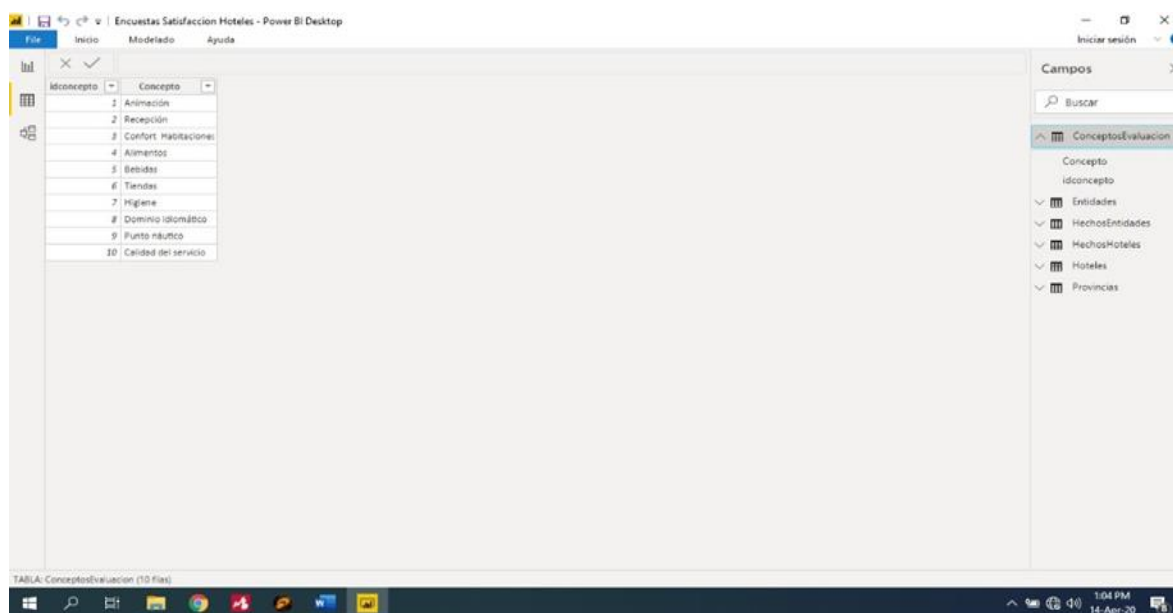 Encuestas Satisfaccion Hoteles - Power BI Desktop
File Inicio Modelado Ayuda Iniciar sesión
idconcepto Concepto
1 Animación
2 Recepción
3 Confort Habitaciones
4 Alimentos
5 Bebidas
6 Tiendas
7 Higiene
8 Dominio Idiomático
9 Punto náutico
10 Calidad del servicio
Campos
Buscar
ConceptosEvaluacion
Concepto
idconcepto
Entidades
HechosEntidades
HechosHoteles
Hoteles
Provincias
TABLA: ConceptosEvaluacion (10 filas)
1:04 PM
14-Apr-20